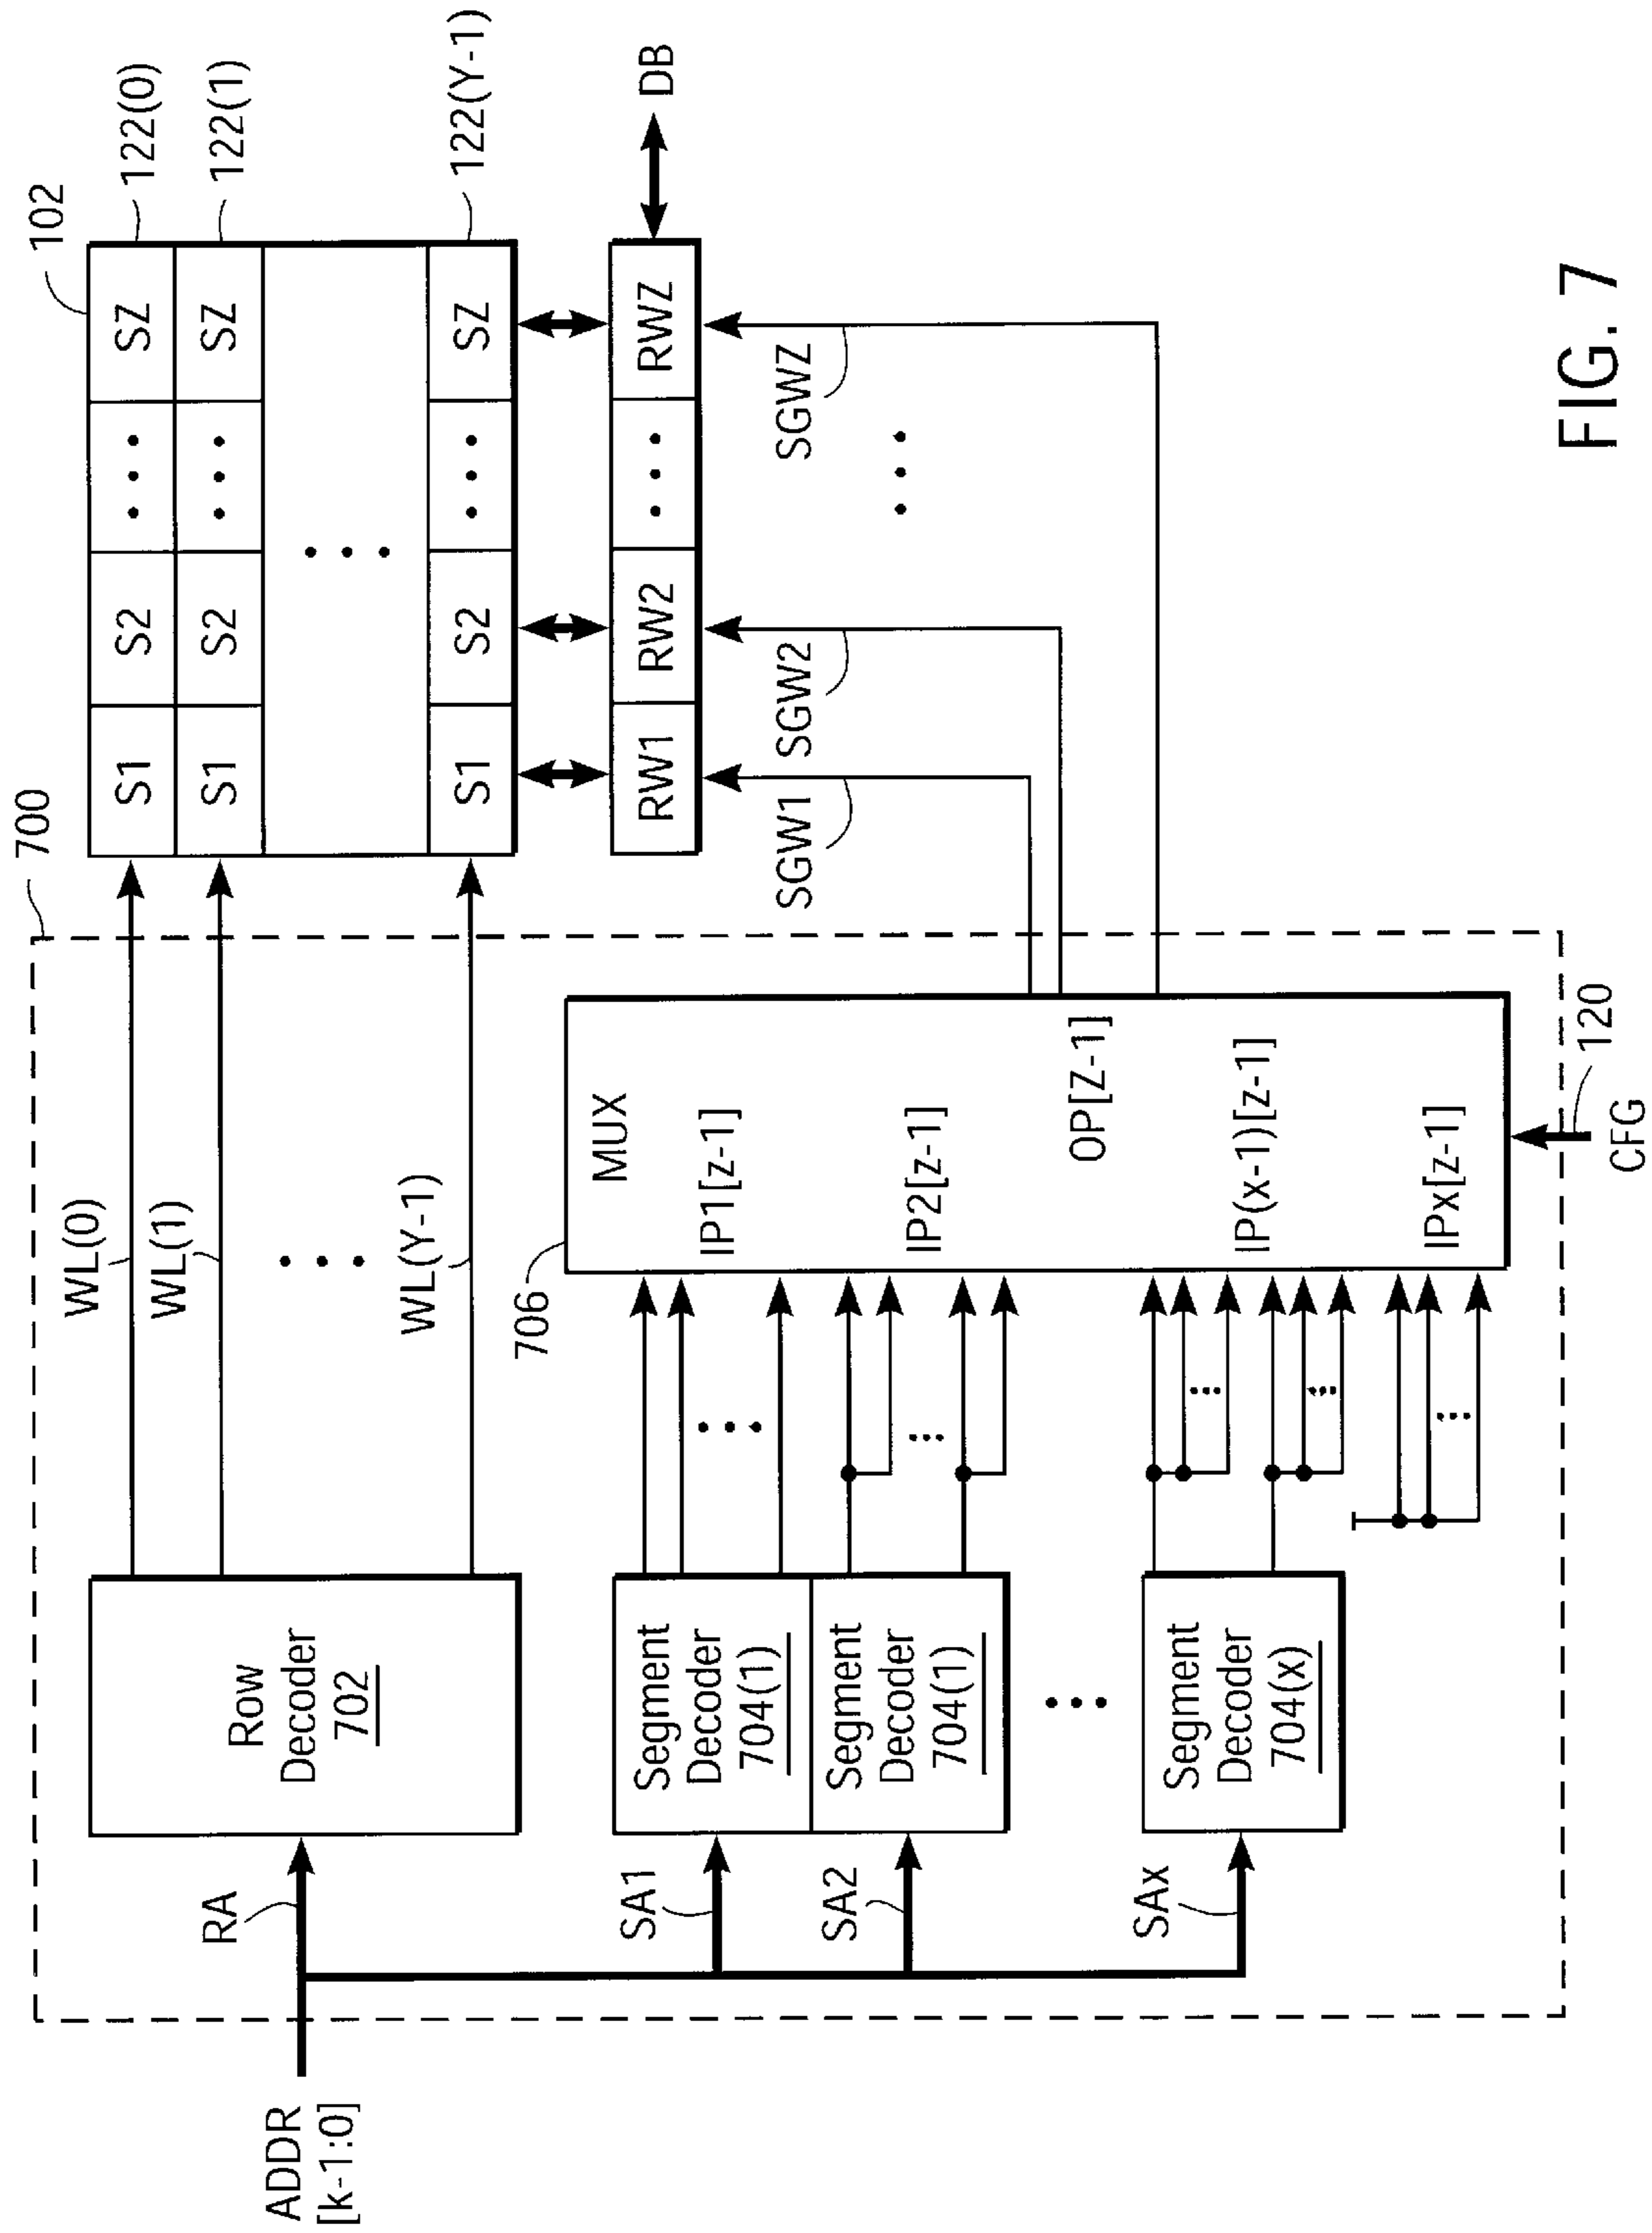 ADDR
[k-1:0]
700
RA
Row
Decoder
702
WL(0)
WL(1)
WL(Y-1)
102
S1 S2 SZ 122(0)
S1 S2 SZ 122(1)
S1 S2 SZ 122(Y-1)
RW1 RW2 RWZ DB
SGW1 SGW2 SGWZ
SA1
Segment
Decoder
704(1)
SA2
Segment
Decoder
704(1)
SAx
Segment
Decoder
704(x)
706
MUX
IP1[z-1]
IP2[z-1]
OP[Z-1]
IP(x-1)[z-1]
IPx[z-1]
120
CFG
FIG. 7